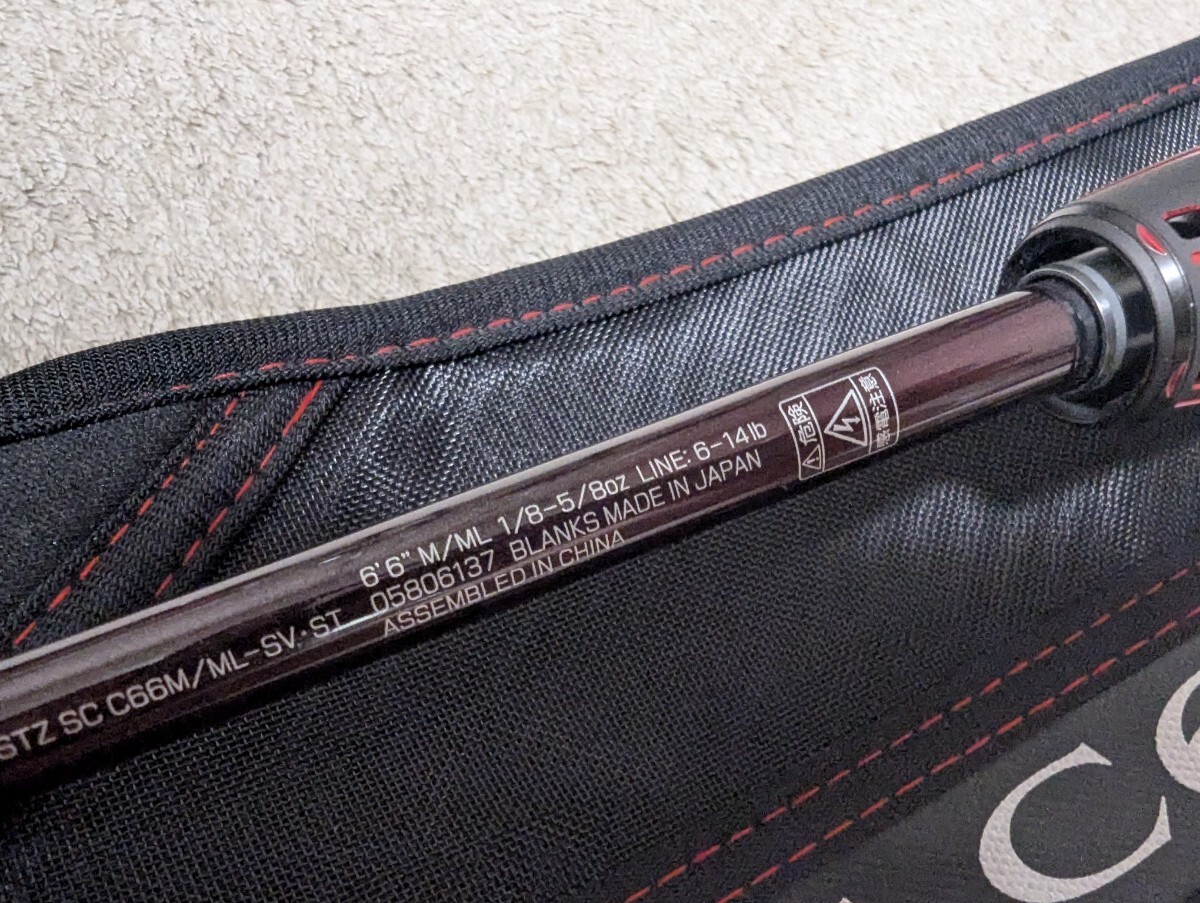 STZ SC C66M/ML-SV・ST
6'6" M/ML 1/8-5/8oz LINE: 6-14lb
05806137 BLANKS MADE IN JAPAN
ASSEMBLED IN CHINA
危険
感電注意